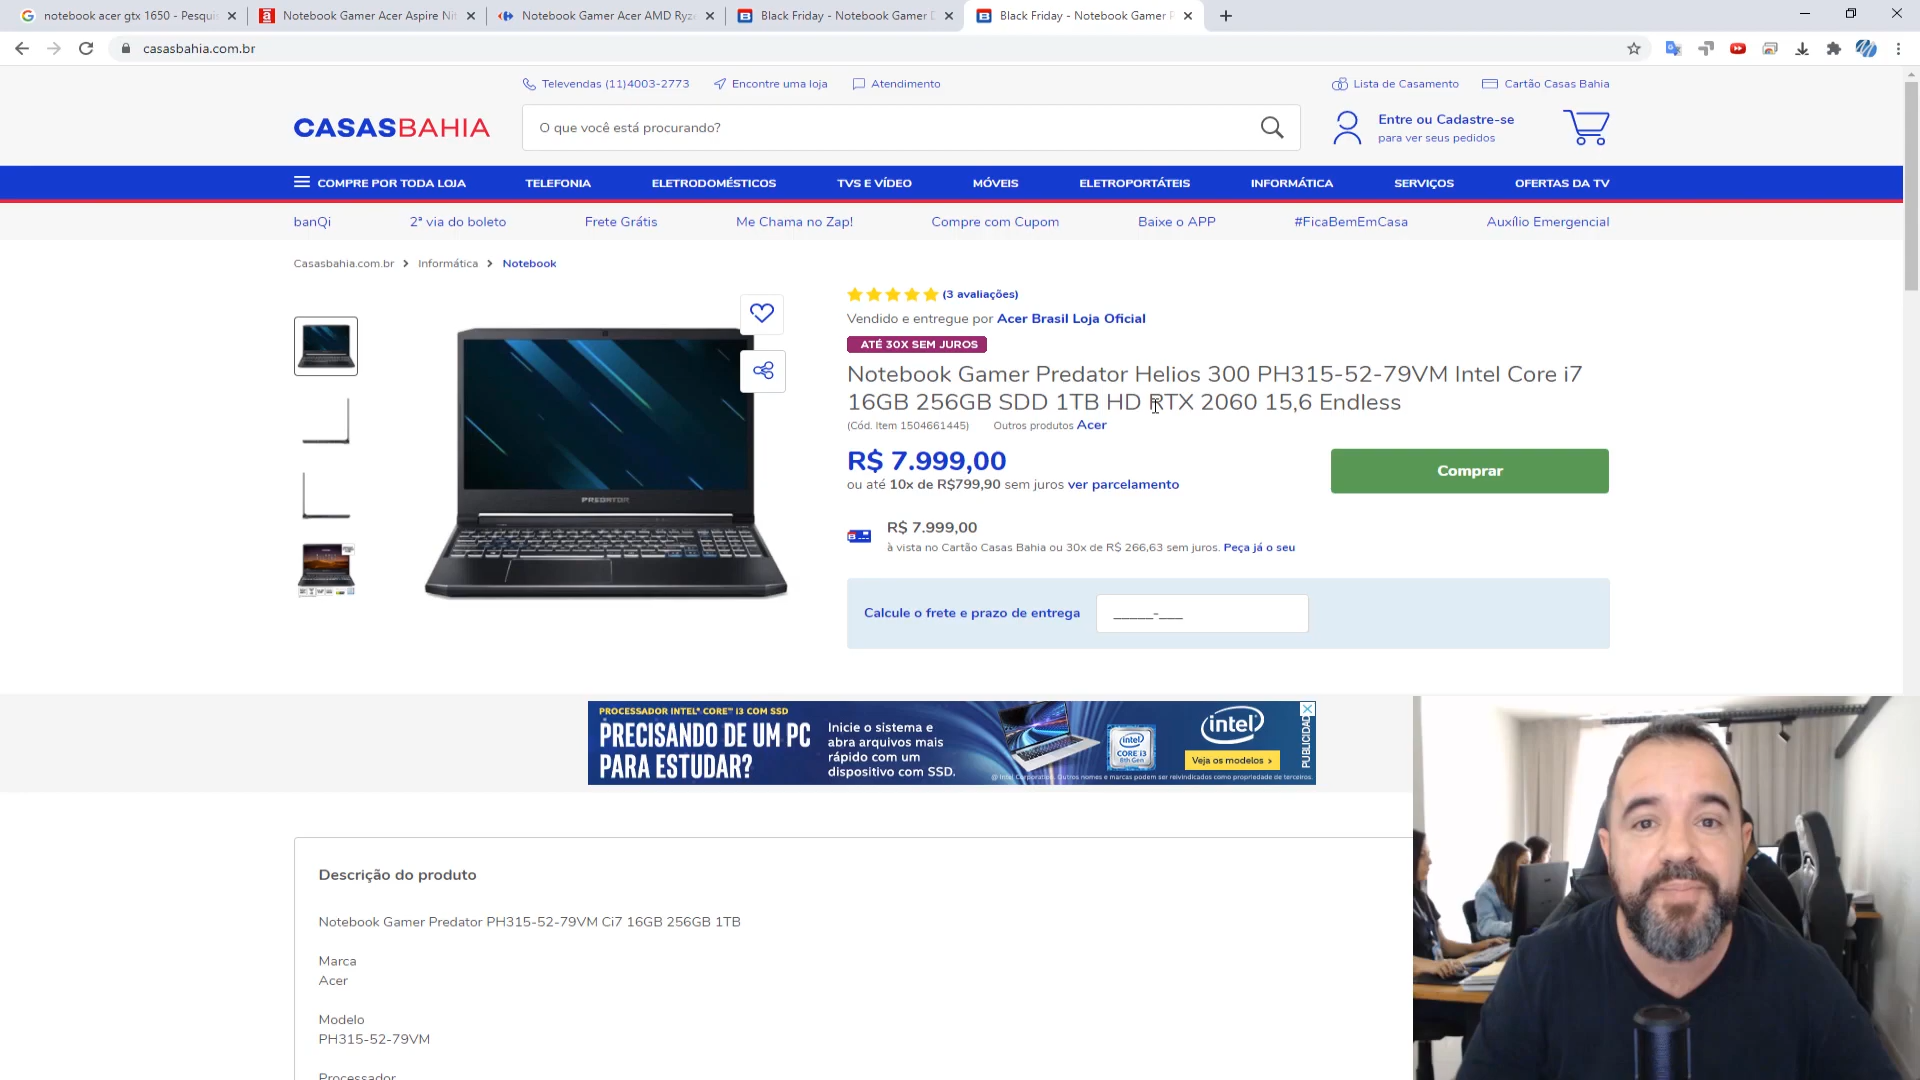 notebook acer gtx 1650 - Pesqui
Notebook Gamer Acer Aspire Nit
Notebook Gamer Acer AMD Ryze
Black Friday - Notebook Gamer D
Black Friday - Notebook Gamer P
casasbahia.com.br
Televendas (11)4003-2773
Encontre uma loja
Atendimento
Lista de Casamento
Cartão Casas Bahia
CASASBAHIA
O que você está procurando?
Entre ou Cadastre-se
para ver seus pedidos
COMPRE POR TODA LOJA
TELEFONIA
ELETRODOMÉSTICOS
TVS E VÍDEO
MÓVEIS
ELETROPORTÁTEIS
INFORMÁTICA
SERVIÇOS
OFERTAS DA TV
banQi
2ª via do boleto
Frete Grátis
Me Chama no Zap!
Compre com Cupom
Baixe o APP
#FicaBemEmCasa
Auxílio Emergencial
Casasbahia.com.br > Informática > Notebook
(3 avaliações)
Vendido e entregue por Acer Brasil Loja Oficial
ATÉ 30X SEM JUROS
Notebook Gamer Predator Helios 300 PH315-52-79VM Intel Core i7
16GB 256GB SDD 1TB HD RTX 2060 15,6 Endless
(Cód. Item 1504661445) Outros produtos Acer
R$ 7.999,00
ou até 10x de R$799,90 sem juros ver parcelamento
Comprar
R$ 7.999,00
à vista no Cartão Casas Bahia ou 30x de R$ 266,63 sem juros. Peça já o seu
Calcule o frete e prazo de entrega
_____-___
PREDATOR
PROCESSADOR INTEL® CORE™ I3 COM SSD
PRECISANDO DE UM PC
PARA ESTUDAR?
Inicie o sistema e
abra arquivos mais
rápido com um
dispositivo com SSD.
intel
CORE i3
intel
Veja os modelos >
PUBLICIDAD
Descrição do produto
Notebook Gamer Predator PH315-52-79VM Ci7 16GB 256GB 1TB
Marca
Acer
Modelo
PH315-52-79VM
Processador